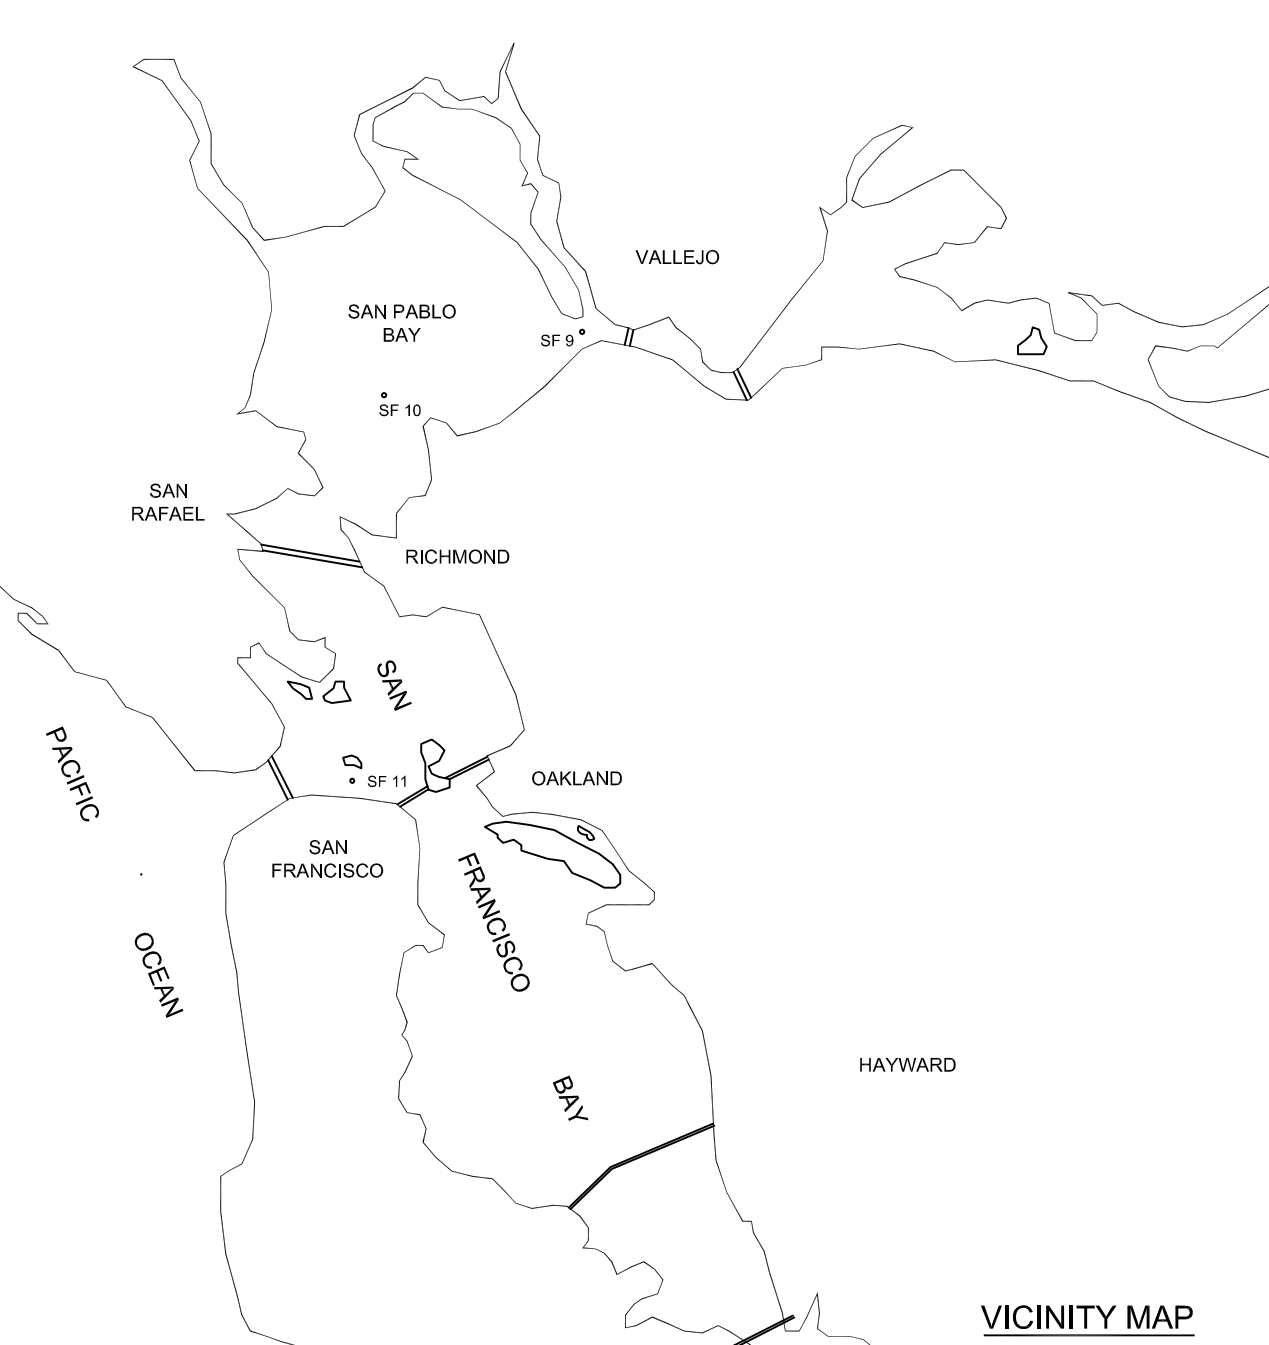 VALLEJO
SAN PABLO
BAY
SF 9
SF 10
SAN
RAFAEL
RICHMOND
SAN
PACIFIC
SF 11
OAKLAND
SAN
FRANCISCO
FRANCISCO
OCEAN
HAYWARD
BAY
VICINITY MAP